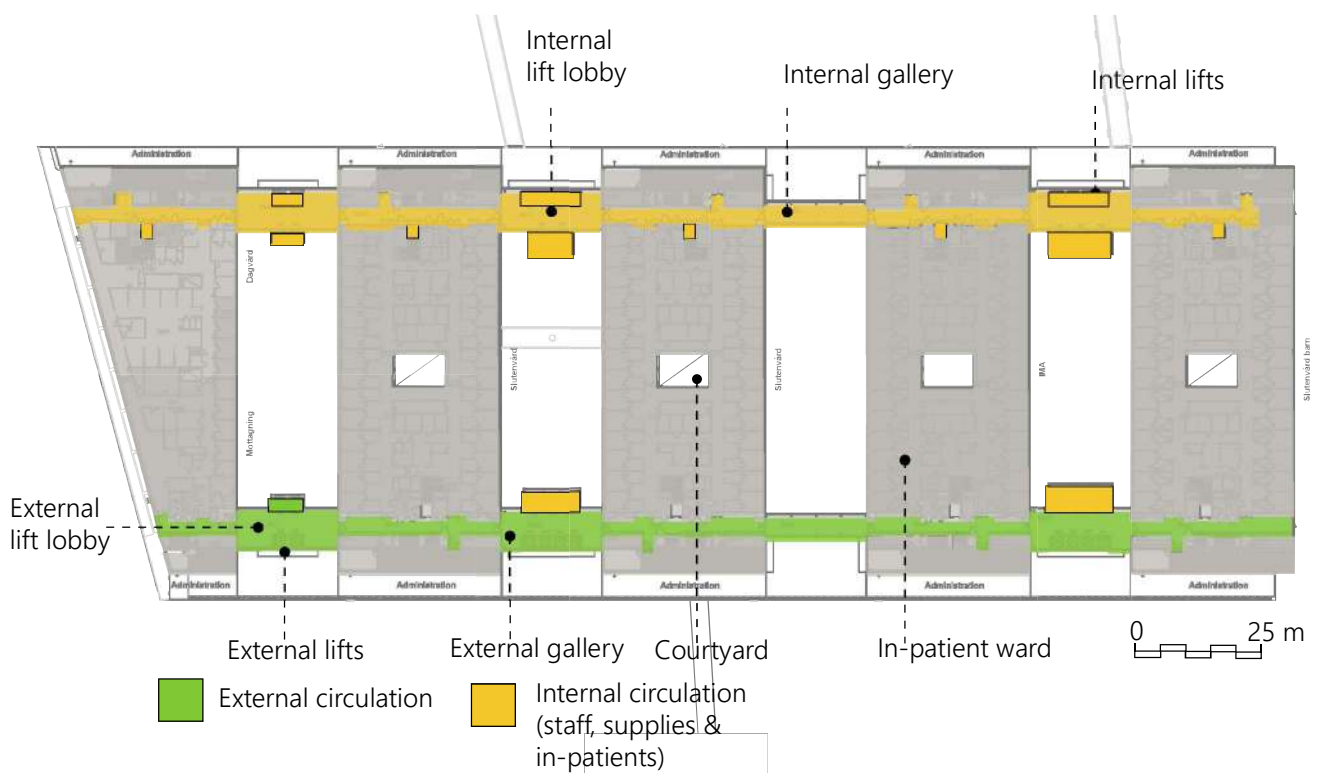 Internal
lift lobby
Internal gallery
Internal lifts
Administration
Administration
Administration
Administration
Administration
Dagvård
Mottagning
Slutenvård
Slutenvård
IMA
Slutenvård barn
External
lift lobby
Administration
Administration
Administration
Administration
Administration
0
25 m
External lifts
External gallery
Courtyard
In-patient ward
External circulation
Internal circulation
(staff, supplies &
in-patients)